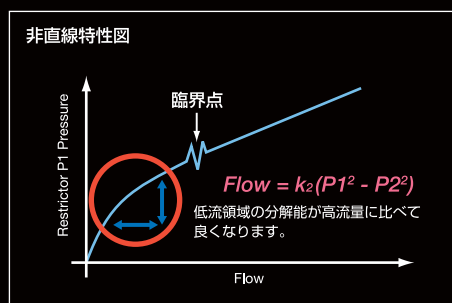 非直線特性図
臨界点
Restrictor P1 Pressure
Flow = k₂(P1² - P2²)
低流領域の分解能が高流量に比べて
良くなります。
Flow